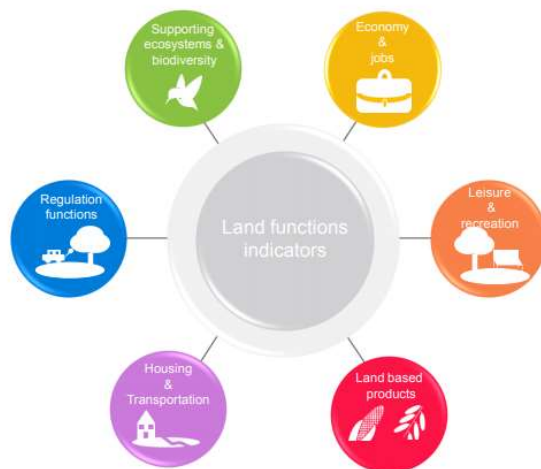 Supporting
ecosystems &
biodiversity
Economy
&
jobs
Regulation
functions
Land functions
indicators
Leisure
&
recreation
Housing
&
Transportation
Land based
products